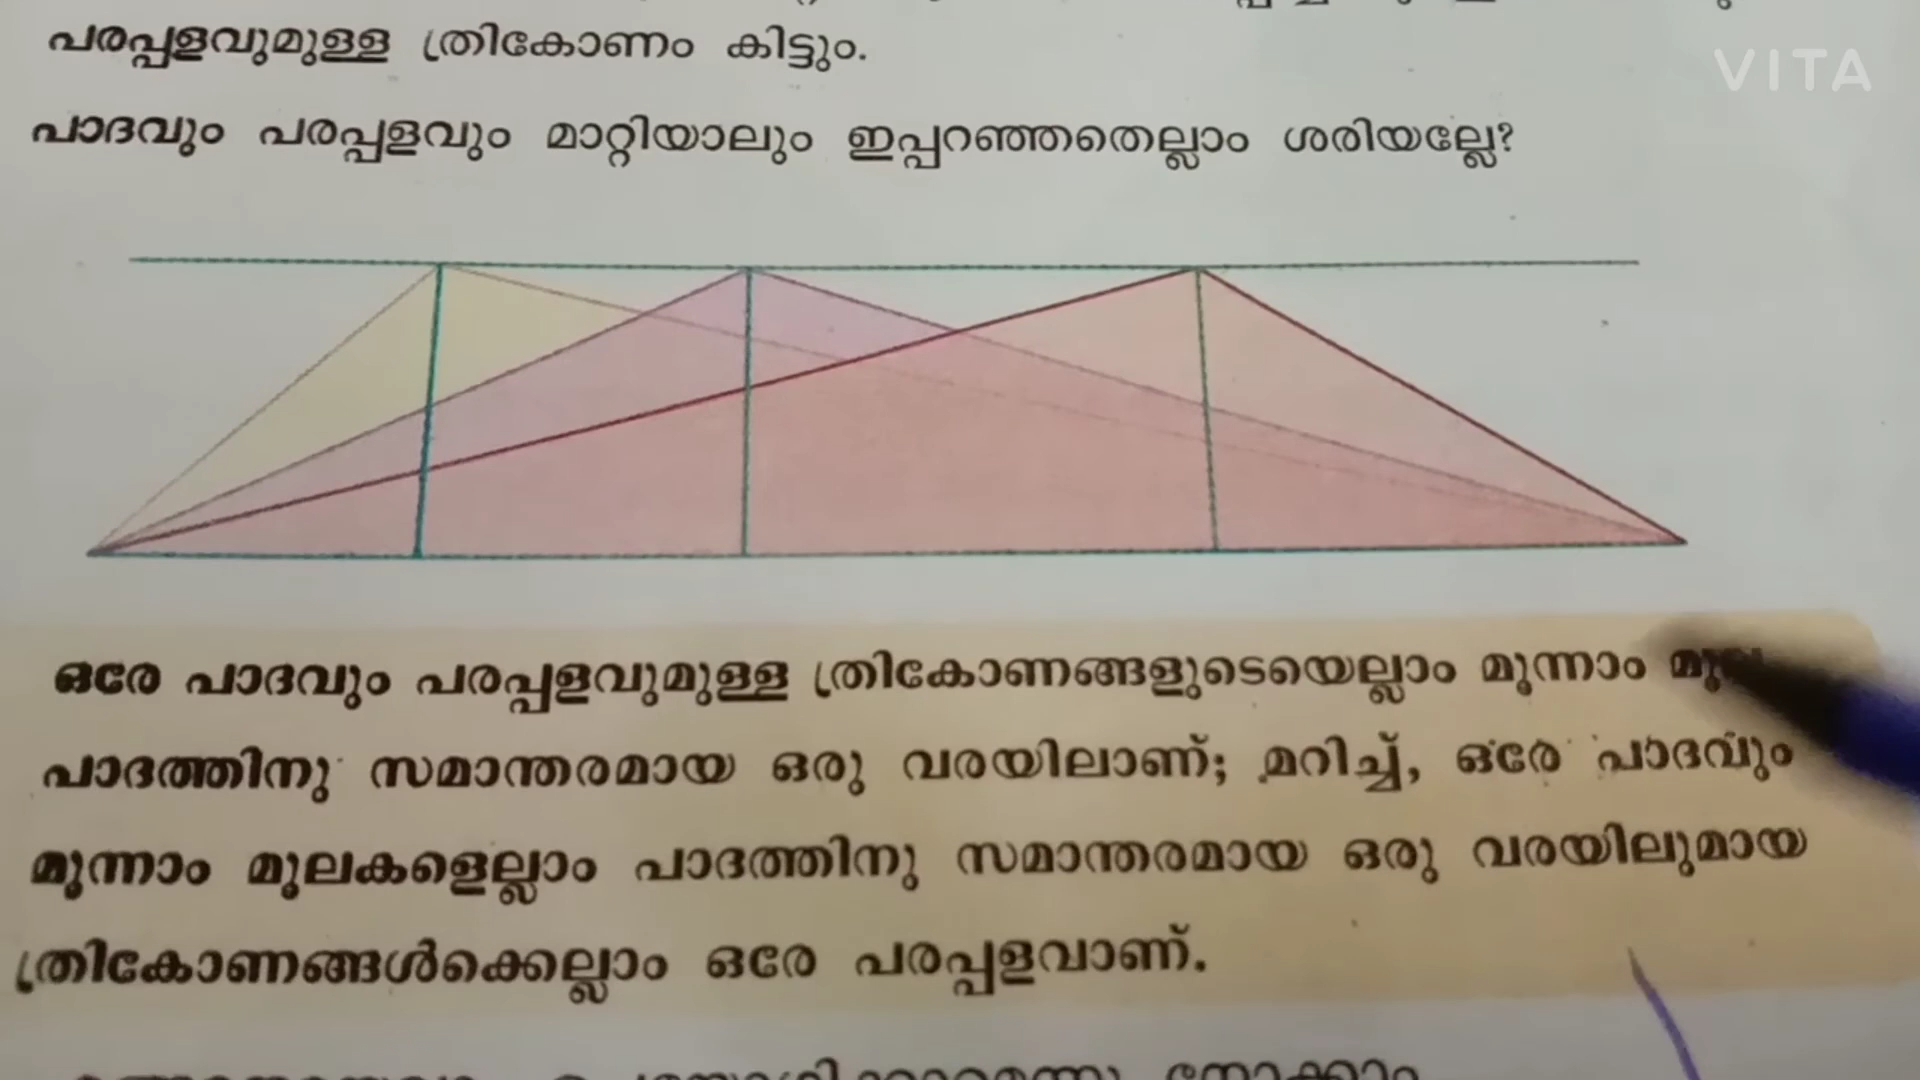 VITA
പരപ്പളവുമുള്ള ത്രികോണം കിട്ടും.
പാദവും പരപ്പളവും മാറ്റിയാലും ഇപ്പറഞ്ഞതെല്ലാം ശരിയല്ലേ?
ഒരേ പാദവും പരപ്പളവുമുള്ള ത്രികോണങ്ങളുടെയെല്ലാം മൂന്നാം
പാദത്തിനു സമാന്തരമായ ഒരു വരയിലാണ്; മറിച്ച്, ഒരേ പാദവും
മൂന്നാം മൂലകളെല്ലാം പാദത്തിനു സമാന്തരമായ ഒരു വരയിലുമായ
ത്രികോണങ്ങൾക്കെല്ലാം ഒരേ പരപ്പളവാണ്.